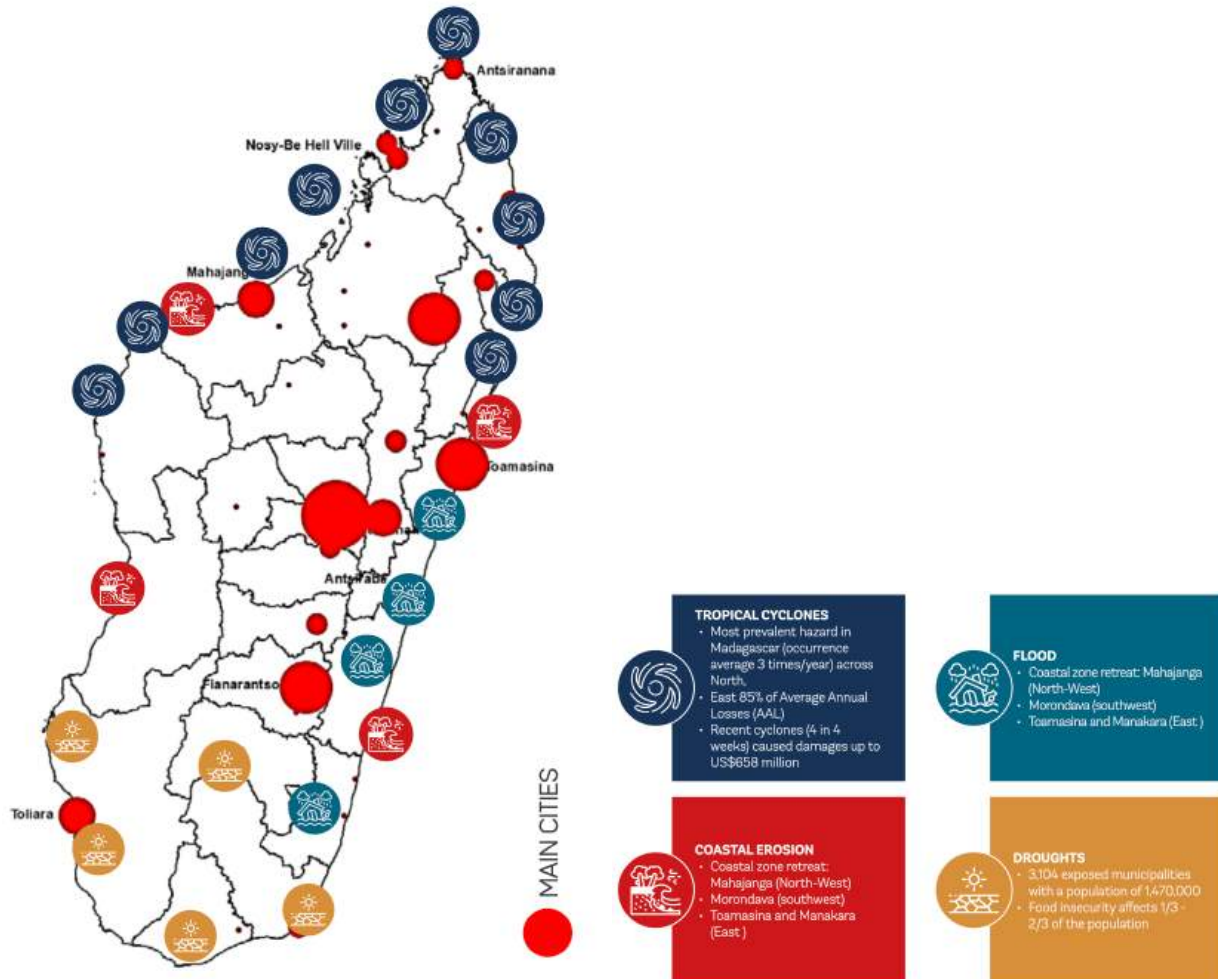 Antsiranana
Nosy-Be Hell Ville
Mahajang
Toamasina
Antsirabe
Fianarantso
Toliara
MAIN CITIES
TROPICAL CYCLONES
• Most prevalent hazard in
Madagascar (occurrence
average 3 times/year) across
North,
• East 85% of Average Annual
Losses (AAL)
• Recent cyclones (4 in 4
weeks) caused damages up to
US$658 million
FLOOD
• Coastal zone retreat: Mahajanga
(North-West)
• Morondava (southwest)
• Toamasina and Manakara (East )
COASTAL EROSION
• Coastal zone retreat:
Mahajanga (North-West)
• Morondava (southwest)
• Toamasina and Manakara
(East )
DROUGHTS
• 3,104 exposed municipalities
with a population of 1,470,000
• Food insecurity affects 1/3 -
2/3 of the population